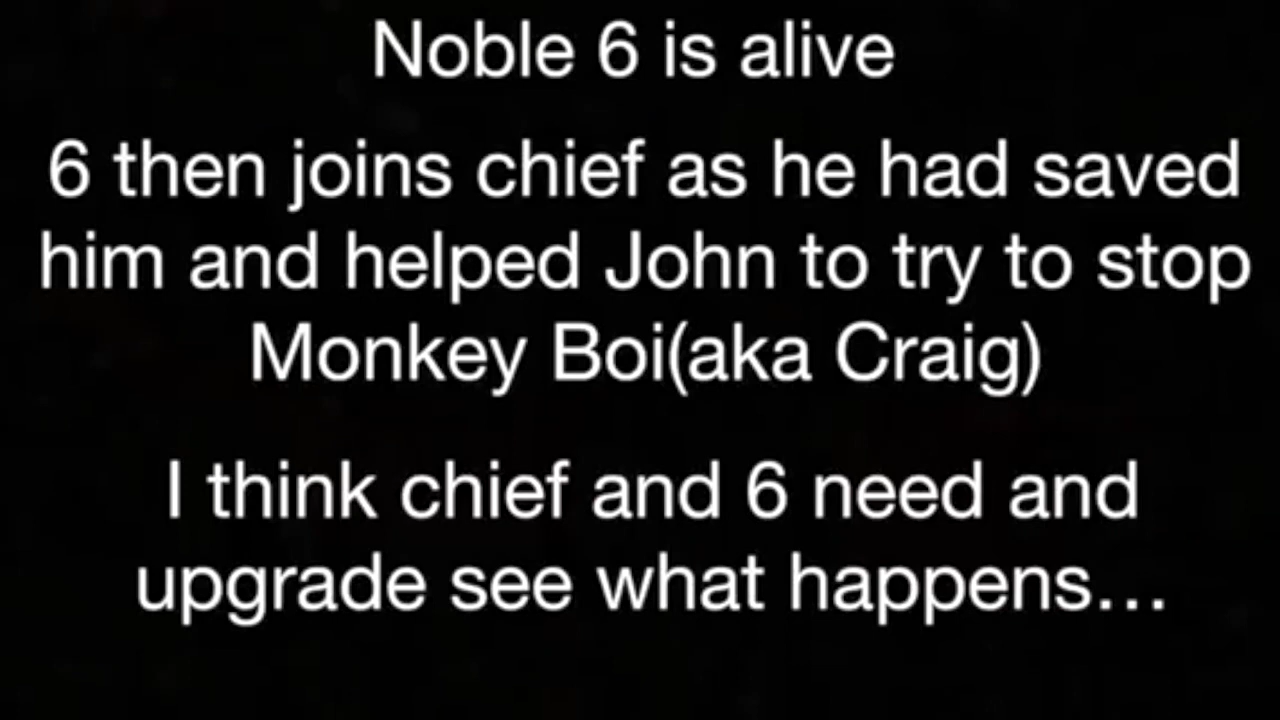 Noble 6 is alive
6 then joins chief as he had saved
him and helped John to try to stop
Monkey Boi(aka Craig)
I think chief and 6 need and
upgrade see what happens...